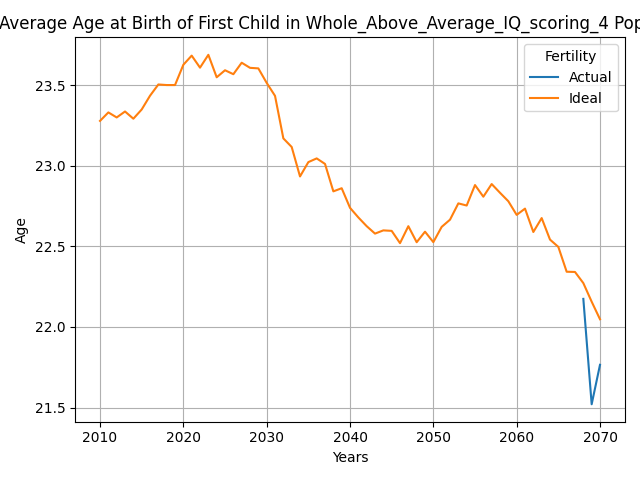 Average Age at Birth of First Child in Whole_Above_Average_IQ_scoring_4 Pop
Fertility
Actual
Ideal
23.5
23.0
22.5
22.0
21.5
Age
2010 2020 2030 2040 2050 2060 2070
Years